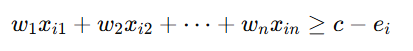 w₁xᵢ₁ + w₂xᵢ₂ + ··· + wₙxᵢₙ ≥ c − eᵢ